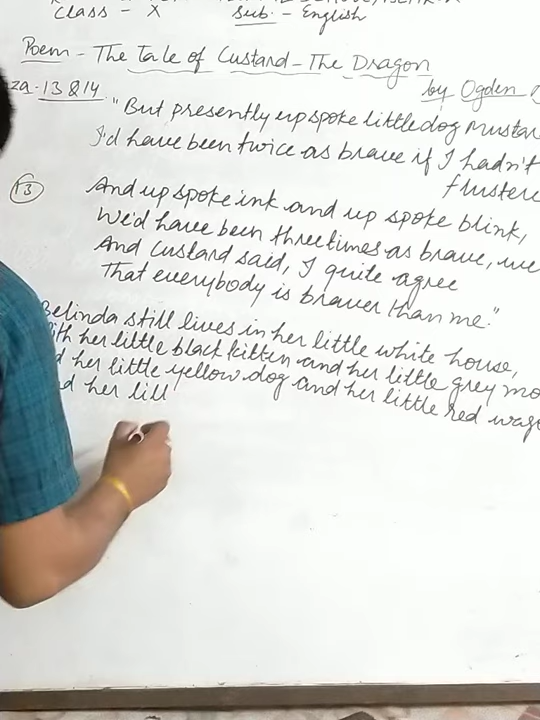 Class - X Sub. - English
Poem - The Tale of Custard - The Dragon
za-13 & 14 by Ogden
"But presently up spoke little dog Mustar
I'd have been twice as brave if I hadn't
flustere
13 And up spoke ink and up spoke blink,
We'd have been three times as brave, we
And Custard said, I quite agree
That everybody is braver than me."
Belinda still lives in her little white house,
ith her little black kitten and her little grey mo
d her little yellow dog and her little red wag
d her lill